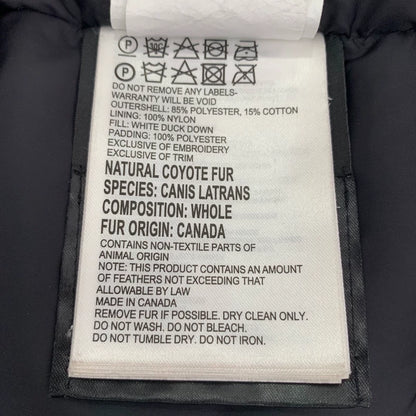 DO NOT REMOVE ANY LABELS-
WARRANTY WILL BE VOID
OUTERSHELL: 85% POLYESTER, 15% COTTON
LINING: 100% NYLON
FILL: WHITE DUCK DOWN
PADDING: 100% POLYESTER
EXCLUSIVE OF EMBROIDERY
EXCLUSIVE OF TRIM
NATURAL COYOTE FUR
SPECIES: CANIS LATRANS
COMPOSITION: WHOLE
FUR ORIGIN: CANADA
CONTAINS NON-TEXTILE PARTS OF
ANIMAL ORIGIN
NOTE: THIS PRODUCT CONTAINS AN AMOUNT
OF FEATHERS NOT EXCEEDING THAT
ALLOWABLE BY LAW
MADE IN CANADA
REMOVE FUR IF POSSIBLE. DRY CLEAN ONLY.
DO NOT WASH. DO NOT BLEACH.
DO NOT TUMBLE DRY. DO NOT IRON.